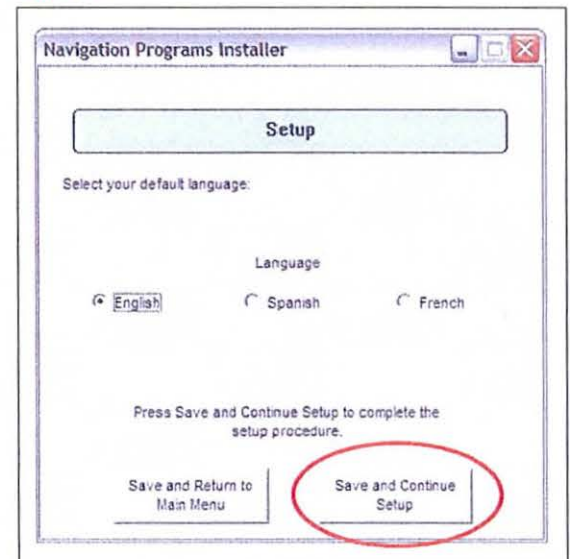 Navigation Programs Installer
Setup
Select your default language:
Language
English Spanish French
Press Save and Continue Setup to complete the
setup procedure.
Save and Return to
Main Menu
Save and Continue
Setup